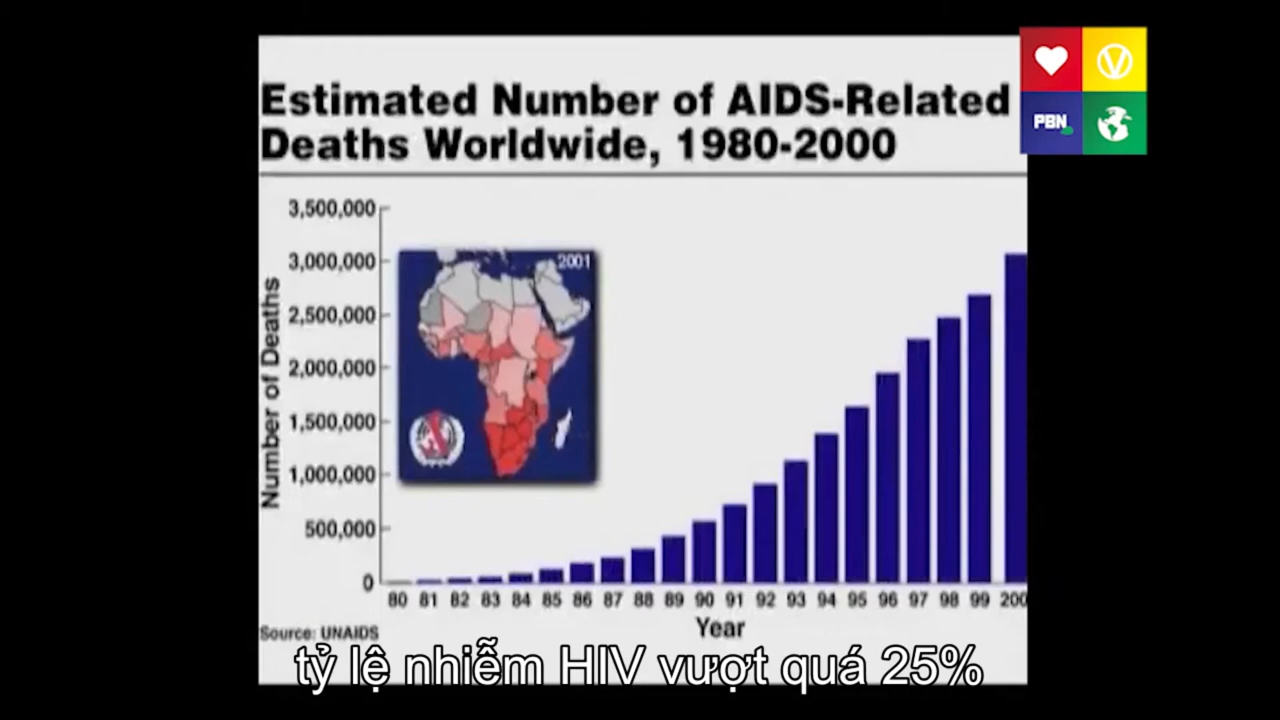 Estimated Number of AIDS-Related
Deaths Worldwide, 1980-2000
PBN
Number of Deaths
3,500,000
3,000,000
2,500,000
2,000,000
1,500,000
1,000,000
500,000
0
2001
80 81 82 83 84 85 86 87 88 89 90 91 92 93 94 95 96 97 98 99 200
Year
Source: UNAIDS
tỷ lệ nhiễm HIV vượt quá 25%